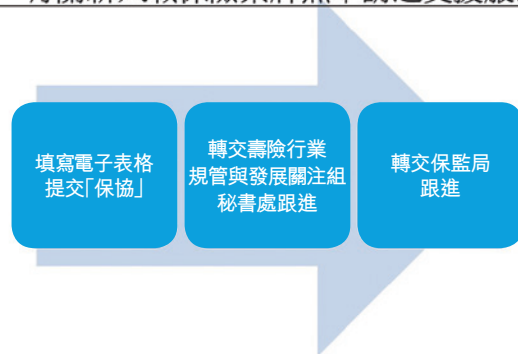 填寫電子表格
提交「保協」
轉交壽險行業
規管與發展關注組
秘書處跟進
轉交保監局
跟進